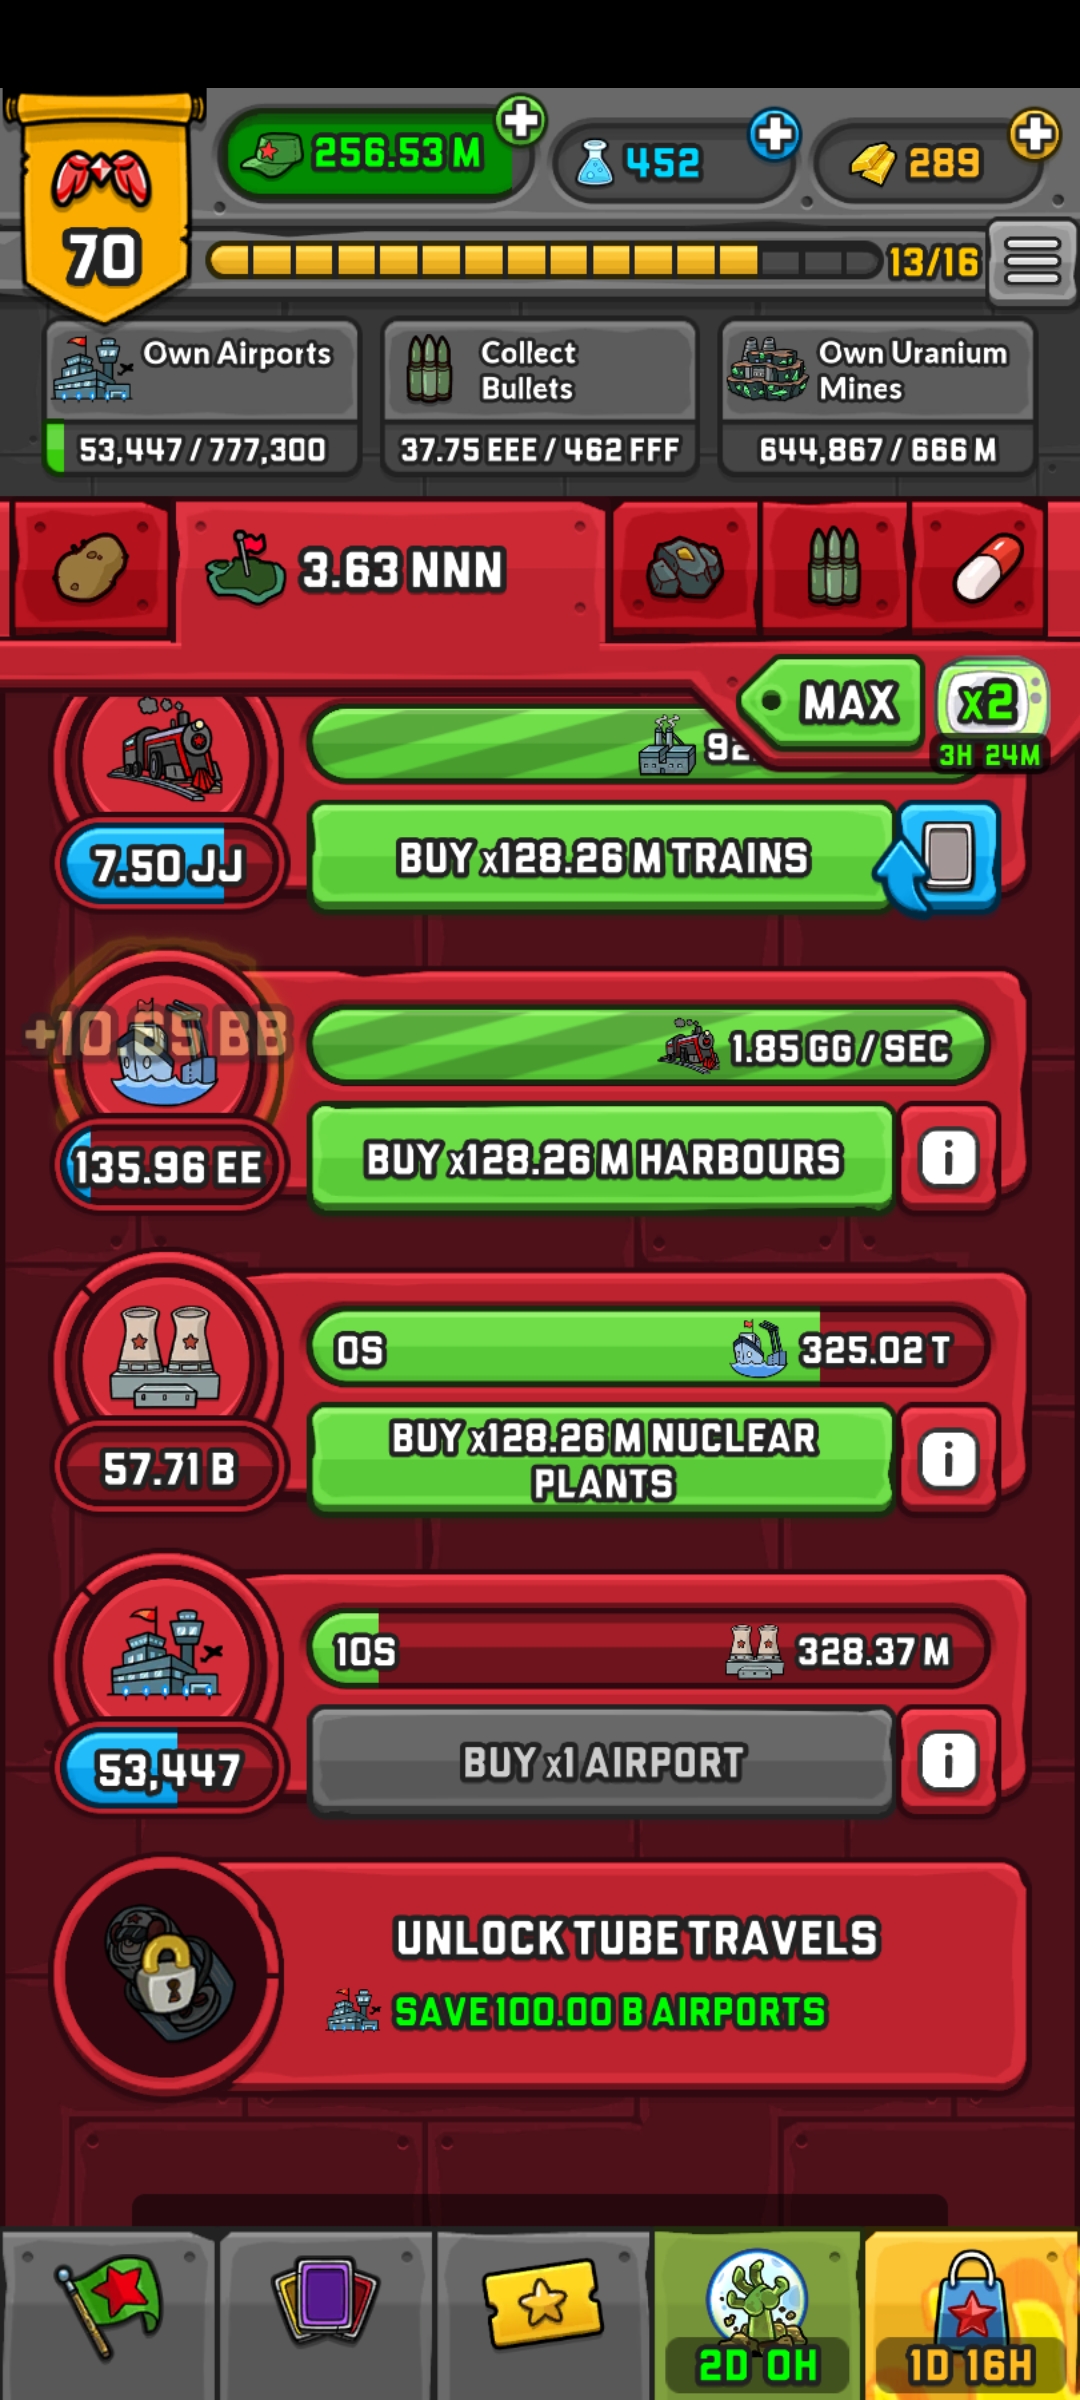 256.53 M
452
289
70
13/16
Own Airports
53,447 / 777,300
Collect
Bullets
37.75 EEE / 462 FFF
Own Uranium
Mines
644,867 / 666 M
3.63 NNN
MAX
x2
3H 24M
92.
7.50 JJ
BUY x128.26 M TRAINS
+10.85 BB
1.85 GG / SEC
135.96 EE
BUY x128.26 M HARBOURS
i
0S
325.02 T
57.71 B
BUY x128.26 M NUCLEAR
PLANTS
i
10S
328.37 M
53,447
BUY x1 AIRPORT
i
UNLOCK TUBE TRAVELS
SAVE 100.00 B AIRPORTS
2D 0H
1D 16H